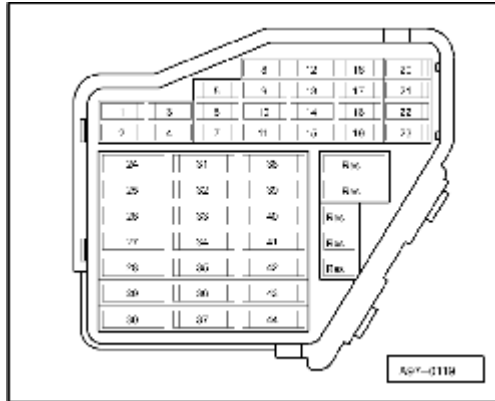 8 12 16 20
5 9 13 17 21
1 3 6 10 14 18 22
2 4 7 11 15 19 23
24 31 38 Res.
25 32 39 Res.
26 33 40 Res.
27 34 41 Res.
28 35 42 Res.
29 36 43
30 37 44
A97-0119